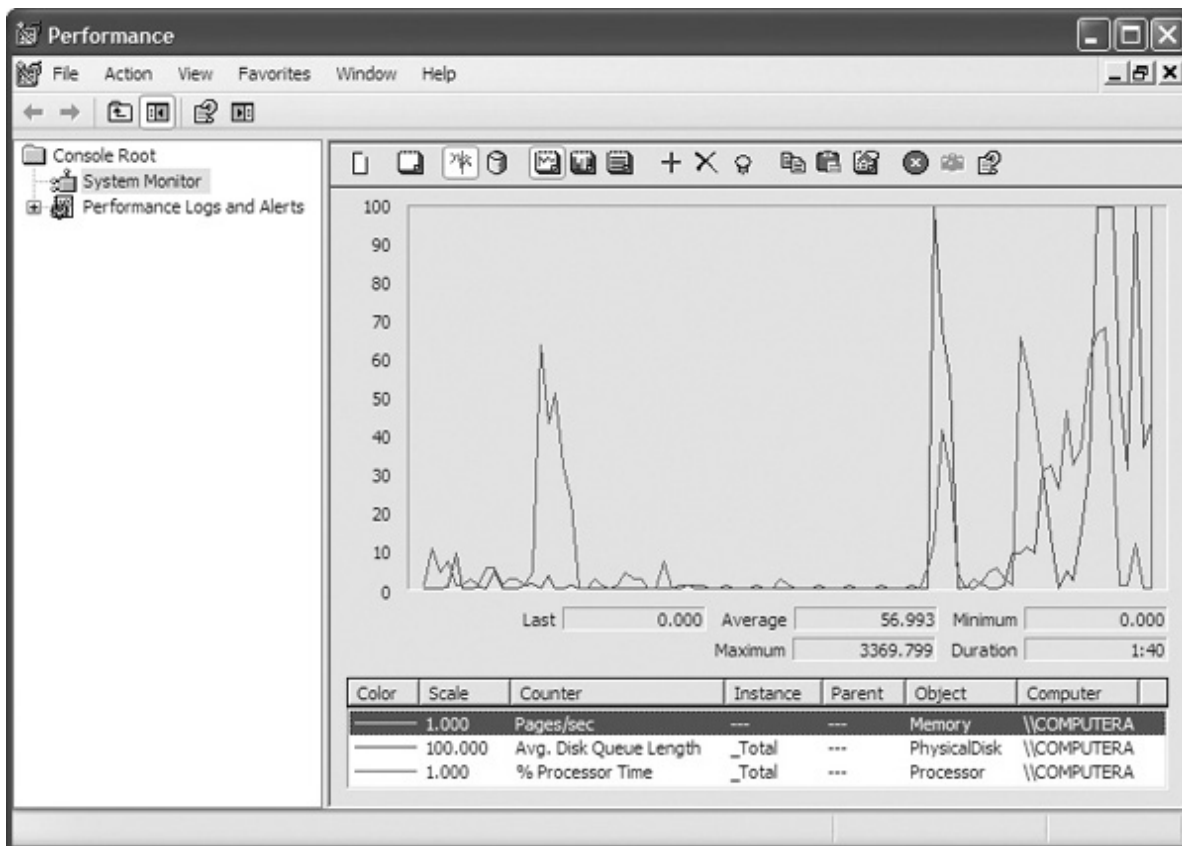 Performance
File Action View Favorites Window Help
Console Root
System Monitor
Performance Logs and Alerts
100
90
80
70
60
50
40
30
20
10
0
Last 0.000 Average 56.993 Minimum 0.000
Maximum 3369.799 Duration 1:40
Color Scale Counter Instance Parent Object Computer
1.000 Pages/sec --- --- Memory \\COMPUTERA
100.000 Avg. Disk Queue Length _Total --- PhysicalDisk \\COMPUTERA
1.000 % Processor Time _Total --- Processor \\COMPUTERA